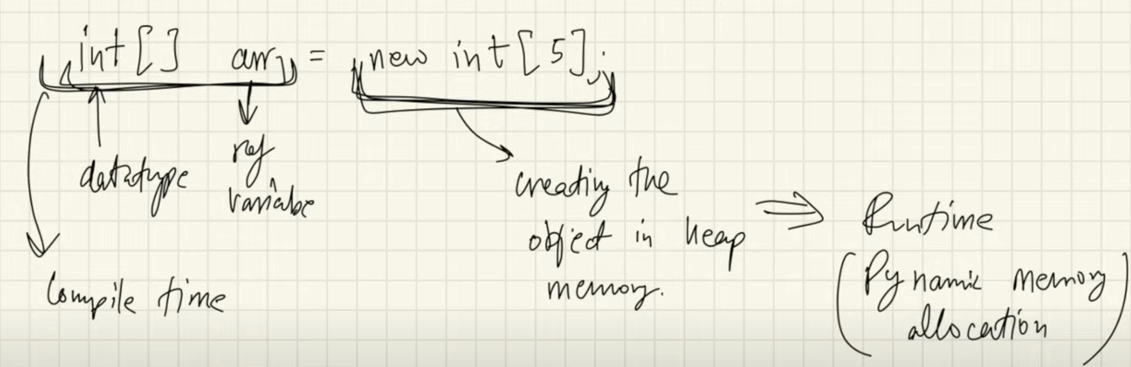 int[] arr = new int[5];
datatype
ref
variable
Compile time
creating the
object in heap
memory.
Runtime
(Dynamic memory
allocation)